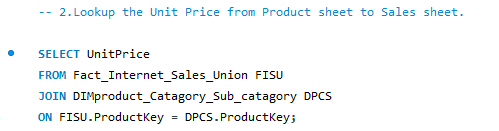 -- 2.Lookup the Unit Price from Product sheet to Sales sheet.
SELECT UnitPrice
FROM Fact_Internet_Sales_Union FISU
JOIN DIMproduct_Catagory_Sub_catagory DPCS
ON FISU.ProductKey = DPCS.ProductKey;